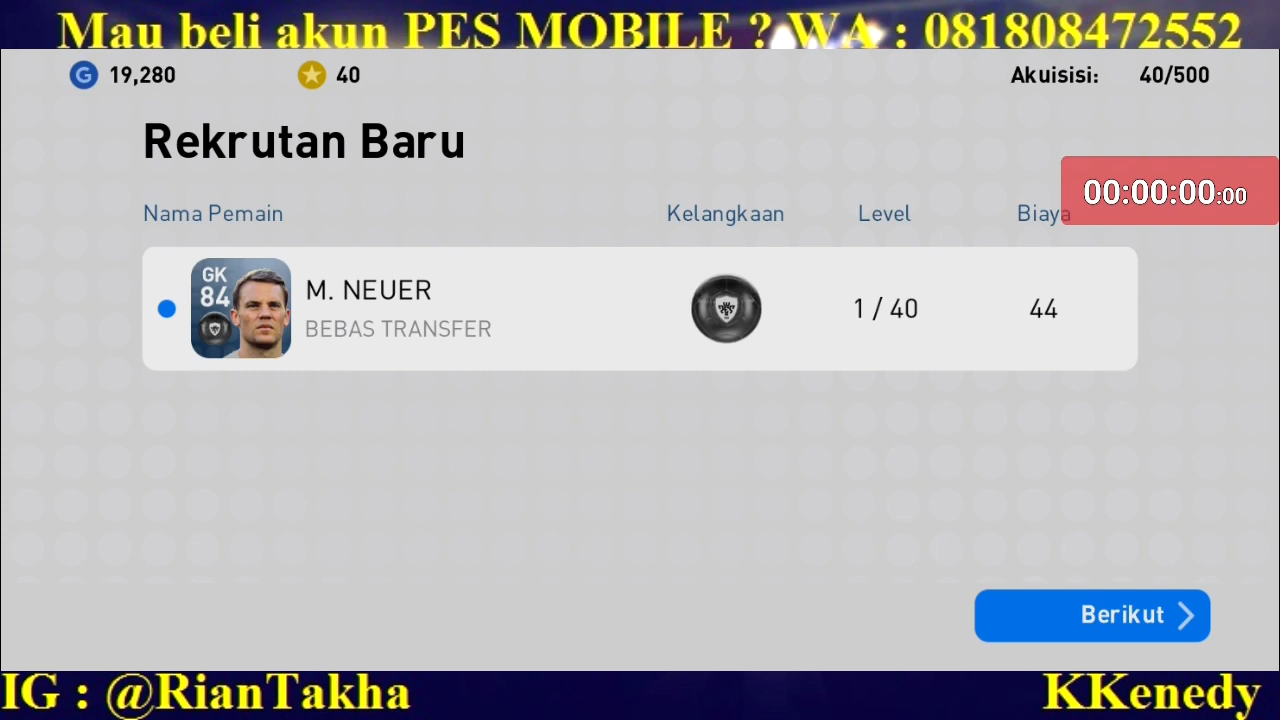 Mau beli akun PES MOBILE ? WA : 081808472552
G 19,280 40 Akuisisi: 40/500
Rekrutan Baru
00:00:00:00
Nama Pemain Kelangkaan Level Biaya
GK
84
M. NEUER
BEBAS TRANSFER
1 / 40 44
Berikut
IG : @RianTakha KKenedy